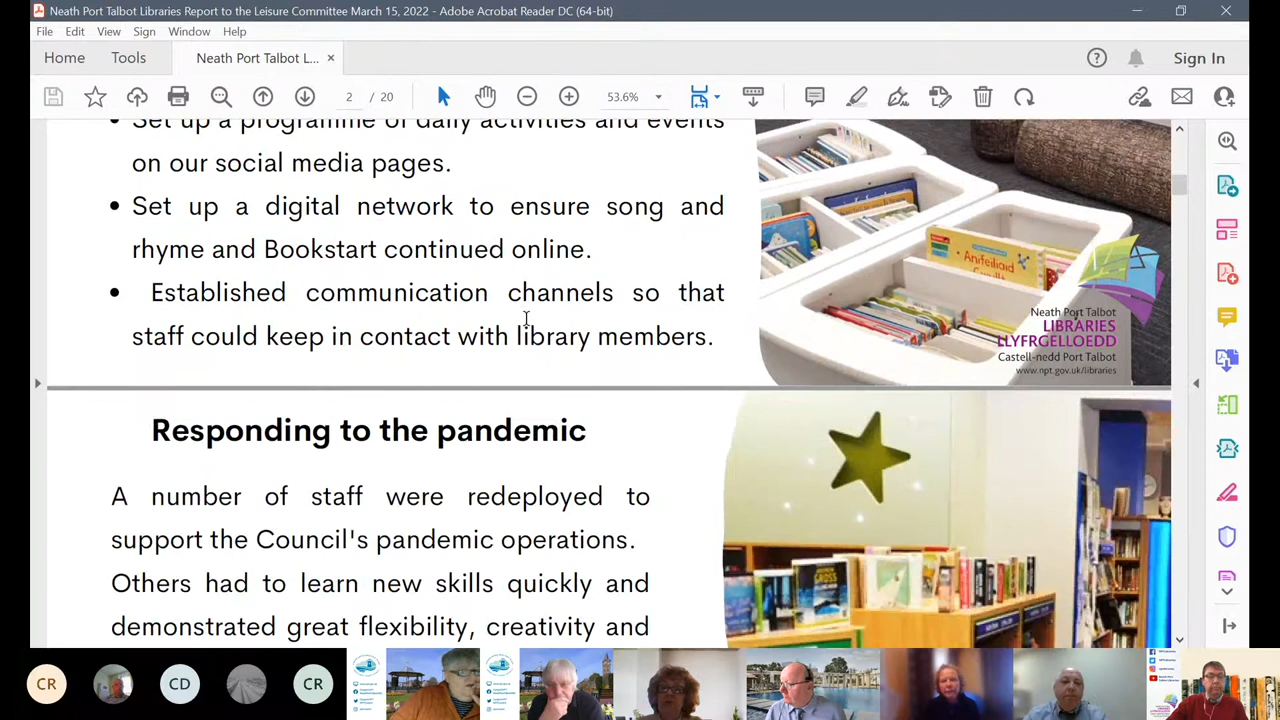 Neath Port Talbot Libraries Report to the Leisure Committee March 15, 2022 - Adobe Acrobat Reader DC (64-bit)
File Edit View Sign Window Help
Home Tools Neath Port Talbot L... × Sign In
2 / 20 53.6%
• Set up a programme of daily activities and events
on our social media pages.
• Set up a digital network to ensure song and
rhyme and Bookstart continued online.
• Established communication channels so that
staff could keep in contact with library members.
Anifeiliaid
Neath Port Talbot
LIBRARIES
LLYFRGELLOEDD
Castell-nedd Port Talbot
www.npt.gov.uk/libraries
Responding to the pandemic
A number of staff were redeployed to
support the Council's pandemic operations.
Others had to learn new skills quickly and
demonstrated great flexibility, creativity and
CR CD CR